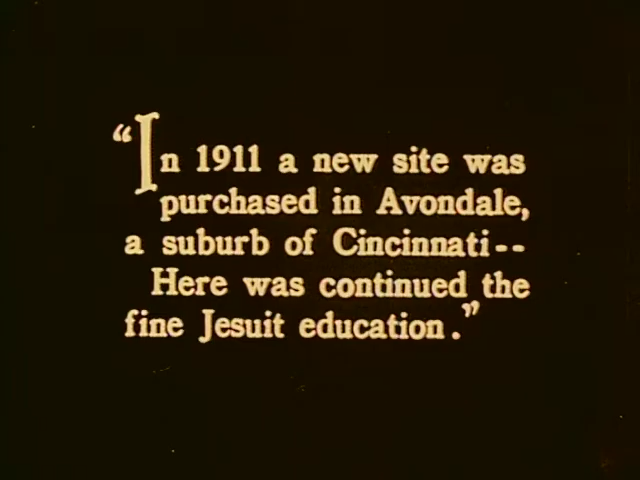 “In 1911 a new site was
purchased in Avondale,
a suburb of Cincinnati--
Here was continued the
fine Jesuit education.”